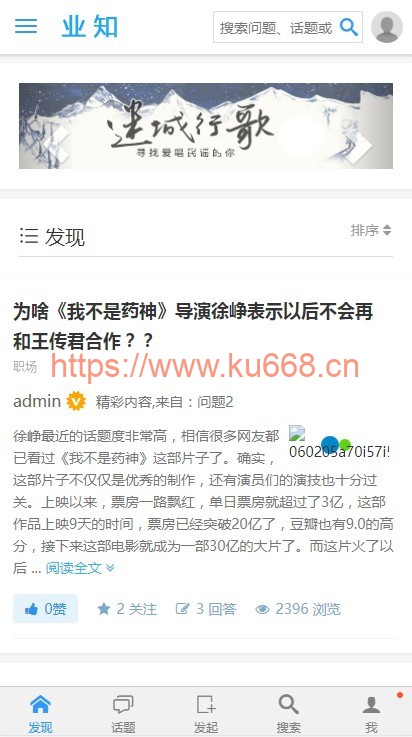 业知
搜索问题、话题或
迷城行歌
寻找爱唱民谣的你
发现
排序
为啥《我不是药神》导演徐峥表示以后不会再
和王传君合作？？
职场
https://www.ku668.cn
admin 精彩内容,来自：问题2
徐峥最近的话题度非常高，相信很多网友都
已看过《我不是药神》这部片子了。确实，
060205a70i57i5
这部片子不仅仅是优秀的制作，还有演员们的演技也十分过
关。上映以来，票房一路飘红，单日票房就超过了3亿，这部
作品上映9天的时间，票房已经突破20亿了，豆瓣也有9.0的高
分，接下来这部电影就成为一部30亿的大片了。而这片火了以
后 ... 阅读全文
0赞 2 关注 3 回答 2396 浏览
发现 话题 发起 搜索 我